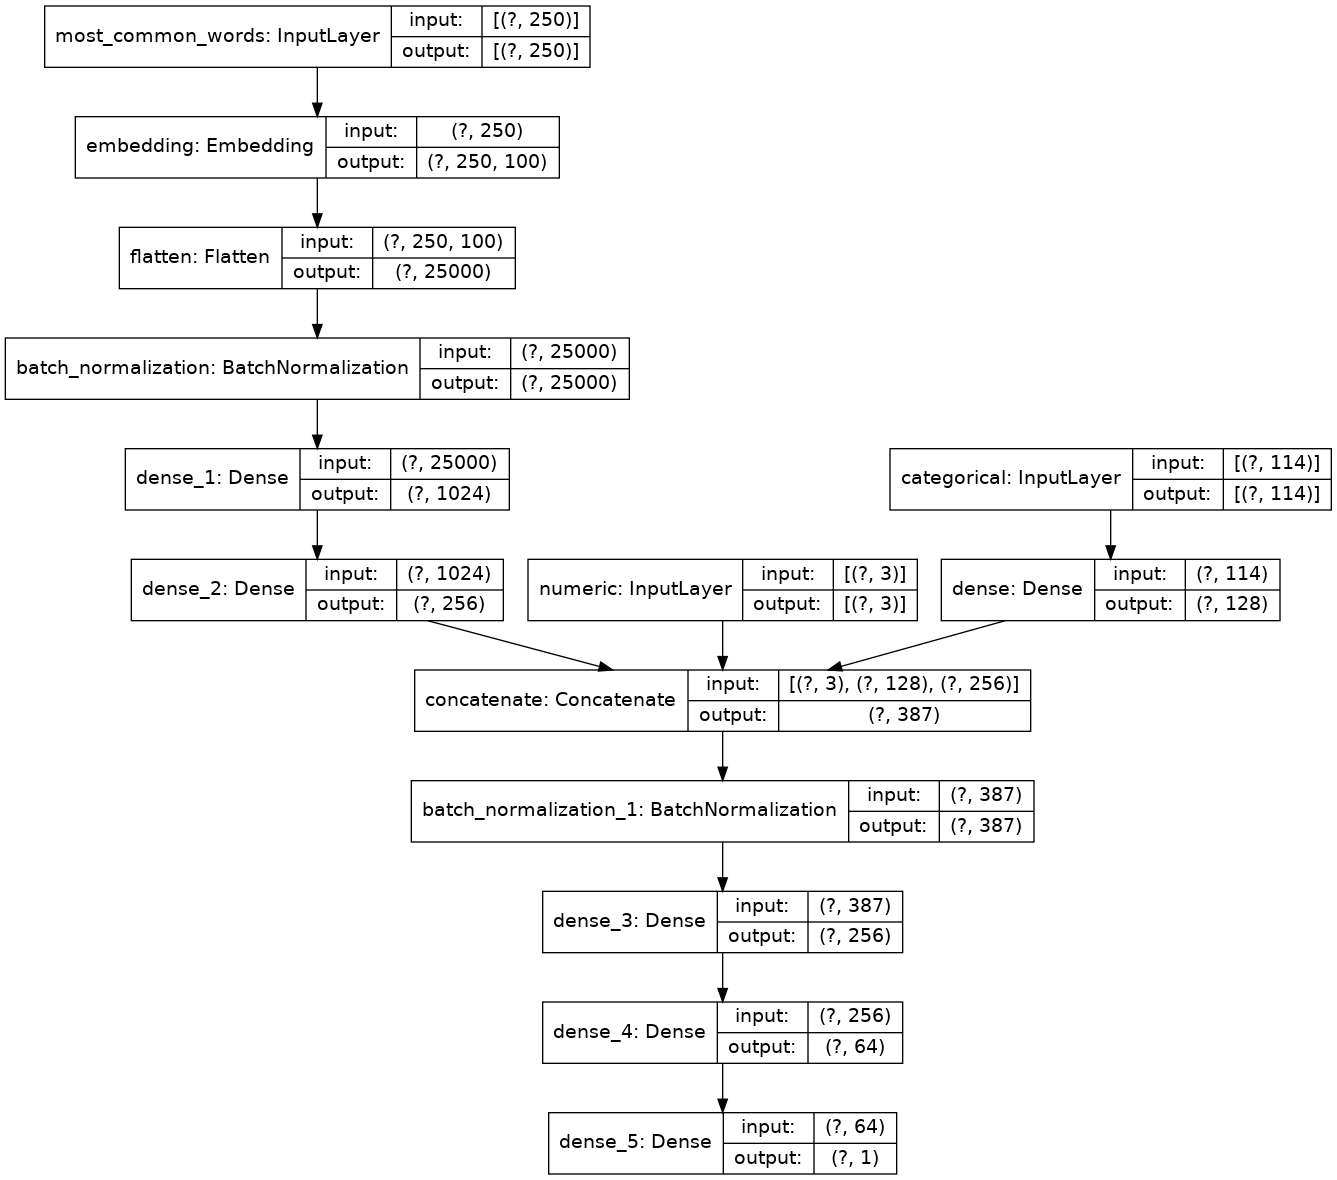 most_common_words: InputLayer
input: [(?, 250)]
output: [(?, 250)]
embedding: Embedding
input: (?, 250)
output: (?, 250, 100)
flatten: Flatten
input: (?, 250, 100)
output: (?, 25000)
batch_normalization: BatchNormalization
input: (?, 25000)
output: (?, 25000)
dense_1: Dense
input: (?, 25000)
output: (?, 1024)
categorical: InputLayer
input: [(?, 114)]
output: [(?, 114)]
dense_2: Dense
input: (?, 1024)
output: (?, 256)
numeric: InputLayer
input: [(?, 3)]
output: [(?, 3)]
dense: Dense
input: (?, 114)
output: (?, 128)
concatenate: Concatenate
input: [(?, 3), (?, 128), (?, 256)]
output: (?, 387)
batch_normalization_1: BatchNormalization
input: (?, 387)
output: (?, 387)
dense_3: Dense
input: (?, 387)
output: (?, 256)
dense_4: Dense
input: (?, 256)
output: (?, 64)
dense_5: Dense
input: (?, 64)
output: (?, 1)